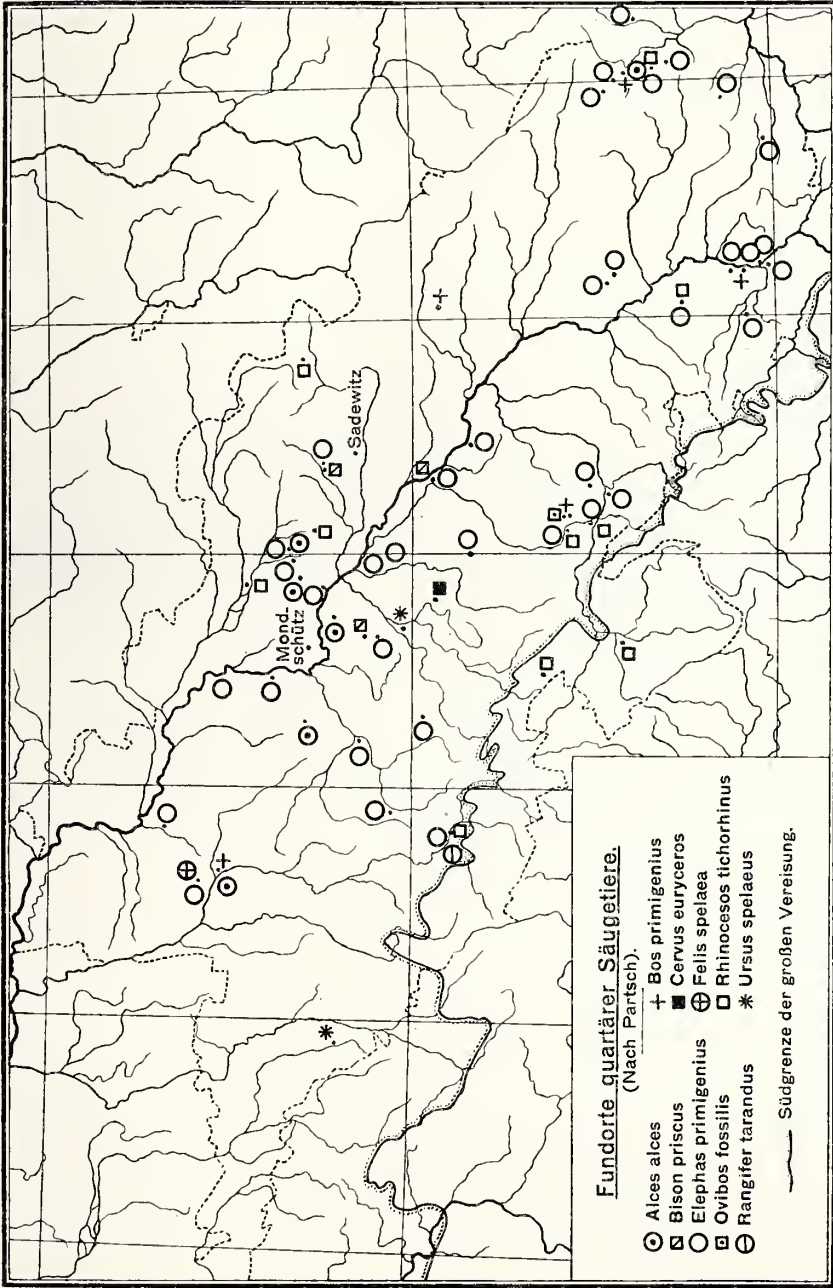 Sadewitz
Mond-
schütz
Fundorte quartärer Säugetiere.
(Nach Partsch).
Alces alces
Bison priscus
Elephas primigenius
Ovibos fossilis
Rangifer tarandus
Bos primigenius
Cervus euryceros
Felis spelaea
Rhinocesos tichorhinus
Ursus spelaeus
Südgrenze der großen Vereisung.